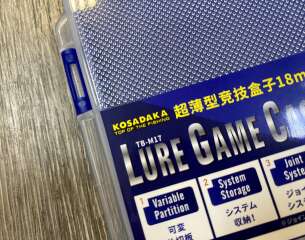 KOSADAKA
TOP OF THE FISHING
超薄型竞技盒子18m
TB-M17
LURE GAME CA
1
Variable
Partition
可変
2
System
Storage
システム
収納!
3
Joint
System
ジョイ
シス